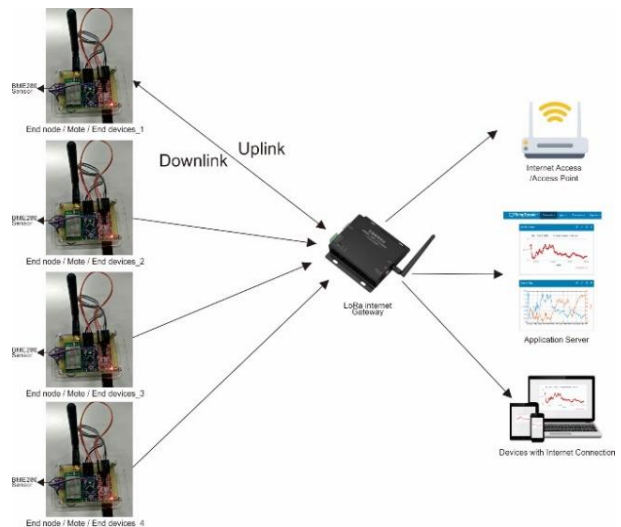 BME280
Sensor
End node / Mote / End devices_1
Downlink
Uplink
Internet Access
/Access Point
BME280
Sensor
End node / Mote / End devices_2
LoRa internet
Gateway
ThingSpeak
Application Server
BME280
Sensor
End node / Mote / End devices_3
Devices with Internet Connection
BME280
Sensor
End node / Mote / End devices_4